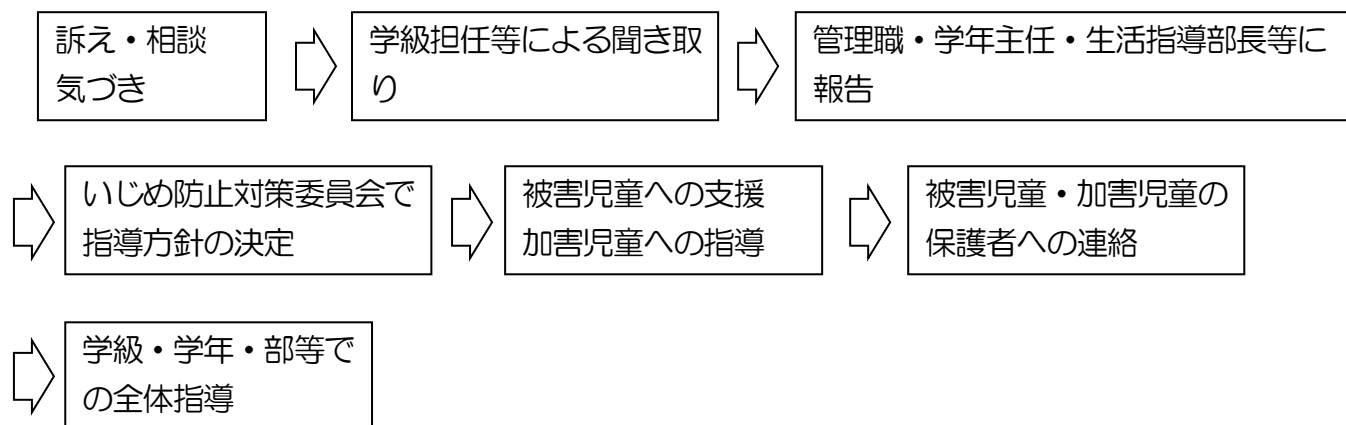 訴え・相談
気づき
学級担任等による聞き取
り
管理職・学年主任・生活指導部長等に
報告
いじめ防止対策委員会で
指導方針の決定
被害児童への支援
加害児童への指導
被害児童・加害児童の
保護者への連絡
学級・学年・部等で
の全体指導